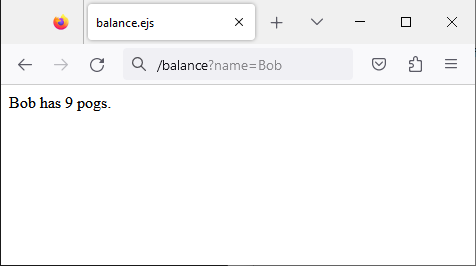 balance.ejs
/balance?name=Bob
Bob has 9 pogs.